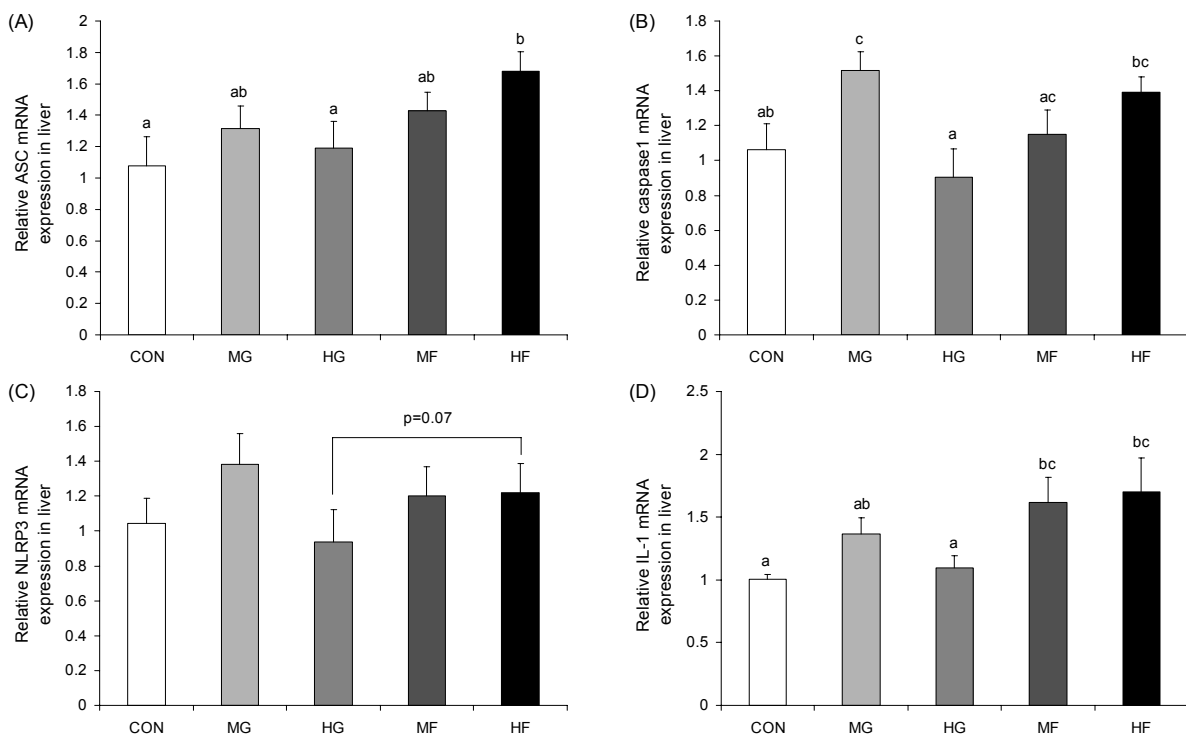 (A)
Relative ASC mRNA
expression in liver
2
1.8
1.6
1.4
1.2
1
0.8
0.6
0.4
0.2
0
a
ab
a
ab
b
CON MG HG MF HF
(B)
Relative caspase1 mRNA
expression in liver
1.8
1.6
1.4
1.2
1
0.8
0.6
0.4
0.2
0
ab
c
a
ac
bc
CON MG HG MF HF
(C)
Relative NLRP3 mRNA
expression in liver
1.8
1.6
1.4
1.2
1
0.8
0.6
0.4
0.2
0
p=0.07
CON MG HG MF HF
(D)
Relative IL-1 mRNA
expression in liver
2.5
2
1.5
1
0.5
0
a
ab
a
bc
bc
CON MG HG MF HF